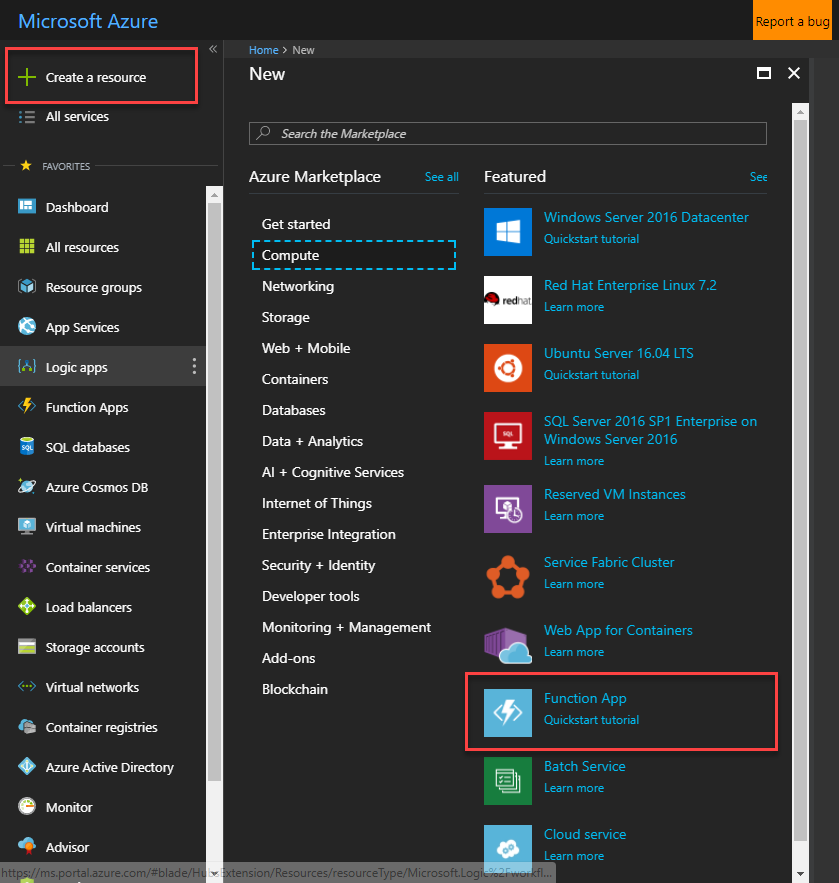 Microsoft Azure
Report a bug
Create a resource
All services
FAVORITES
Dashboard
All resources
Resource groups
App Services
Logic apps
Function Apps
SQL databases
Azure Cosmos DB
Virtual machines
Container services
Load balancers
Storage accounts
Virtual networks
Container registries
Azure Active Directory
Monitor
Advisor
https://ms.portal.azure.com/#blade/HubsExtension/Resources/resourceType/Microsoft.Logic%2Fworkfl...
Home > New
New
Search the Marketplace
Azure Marketplace See all
Get started
Compute
Networking
Storage
Web + Mobile
Containers
Databases
Data + Analytics
AI + Cognitive Services
Internet of Things
Enterprise Integration
Security + Identity
Developer tools
Monitoring + Management
Add-ons
Blockchain
Featured See
Windows Server 2016 Datacenter
Quickstart tutorial
redhat
Red Hat Enterprise Linux 7.2
Learn more
Ubuntu Server 16.04 LTS
Quickstart tutorial
SQL
SQL Server 2016 SP1 Enterprise on
Windows Server 2016
Learn more
Reserved VM Instances
Learn more
Service Fabric Cluster
Learn more
Web App for Containers
Learn more
Function App
Quickstart tutorial
Batch Service
Learn more
Cloud service
Learn more